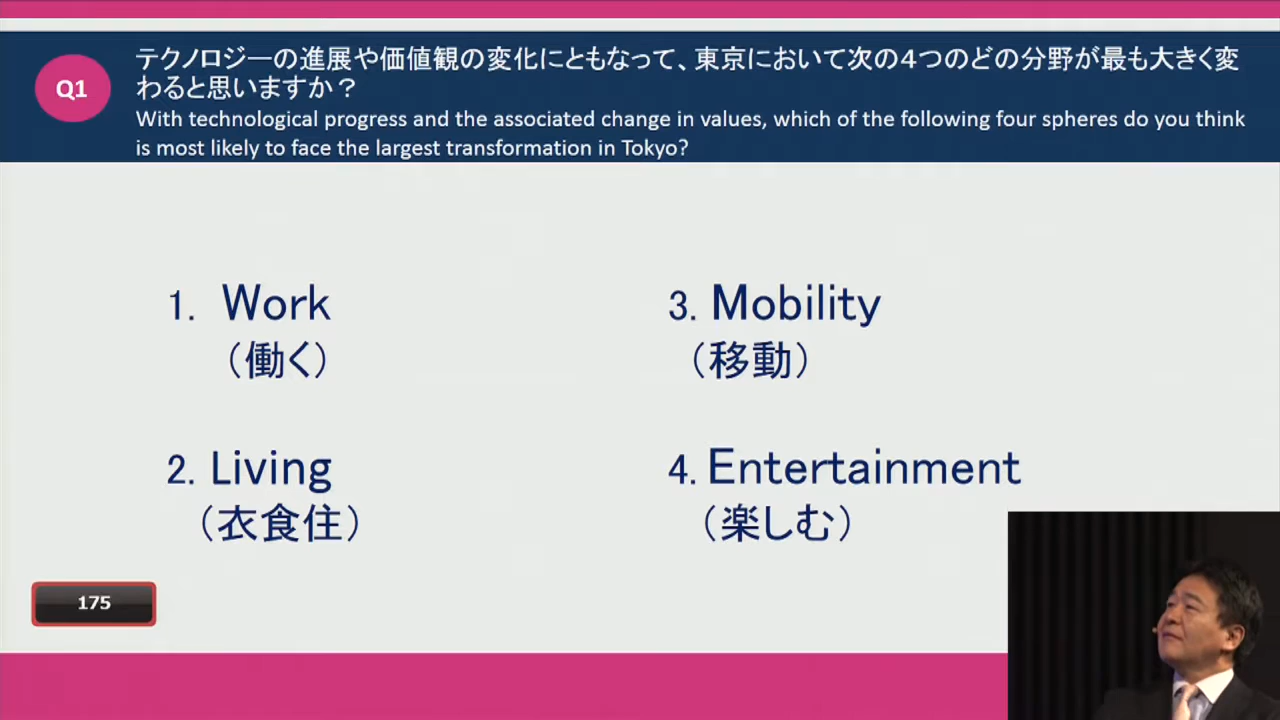 Q1
テクノロジーの進展や価値観の変化にともなって、東京において次の4つのどの分野が最も大きく変
わると思いますか？
With technological progress and the associated change in values, which of the following four spheres do you think
is most likely to face the largest transformation in Tokyo?
1. Work
（働く）
2. Living
（衣食住）
3. Mobility
（移動）
4. Entertainment
（楽しむ）
175